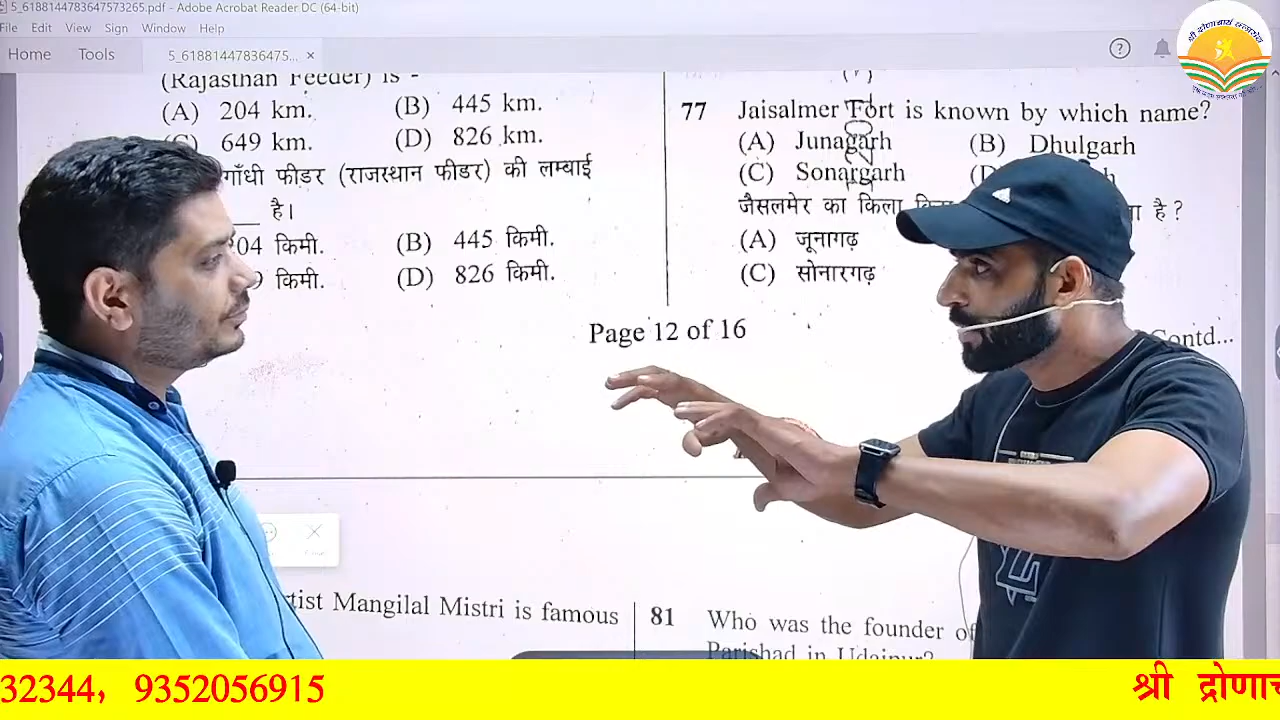 5_6188144783647573265.pdf - Adobe Acrobat Reader DC (64-bit)
File Edit View Sign Window Help
Home Tools 5_61881447836475... ×
(Rajasthan Feeder) is -
(A) 204 km. (B) 445 km.
649 km. (D) 826 km.
गाँधी फीडर (राजस्थान फीडर) की लम्बाई
____ है।
04 किमी. (B) 445 किमी.
किमी. (D) 826 किमी.
77 Jaisalmer Fort is known by which name?
(A) Junagarh (B) Dhulgarh
(C) Sonargarh
जैसलमेर का किला
है ?
(A) जूनागढ़
(C) सोनारगढ़
Page 12 of 16
Contd...
tist Mangilal Mistri is famous
81 Who was the founder of
Parishad in Udaipur?
32344, 9352056915
श्री द्रोणाच